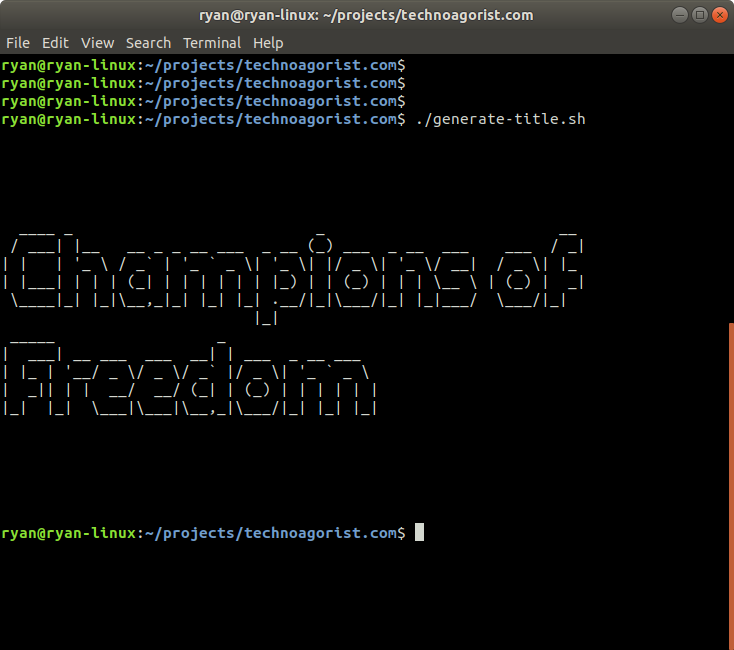 ryan@ryan-linux: ~/projects/technoagorist.com
File Edit View Search Terminal Help
ryan@ryan-linux:~/projects/technoagorist.com$
ryan@ryan-linux:~/projects/technoagorist.com$
ryan@ryan-linux:~/projects/technoagorist.com$
ryan@ryan-linux:~/projects/technoagorist.com$ ./generate-title.sh
Champions of
Freedom
ryan@ryan-linux:~/projects/technoagorist.com$